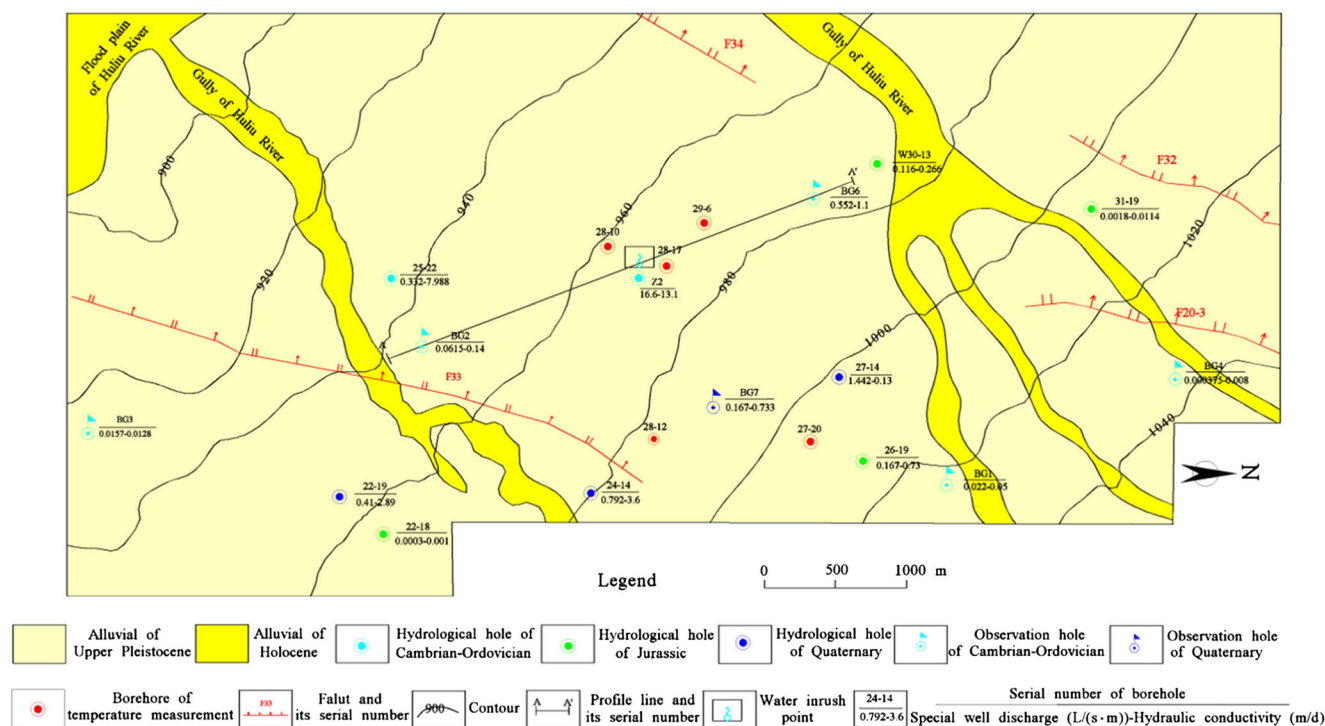 Flood plain
of Huliu River
Gully of Huliu River
Gully of Huliu River
F34
F32
F20-3
F33
900
920
940
960
980
1000
1020
1040
W30-13
0.116-0.266
A'
BG6
0.552-1.1
31-19
0.0018-0.0114
29-6
28-10
28-17
Z2
16.6-13.1
25-22
0.332-7.988
BG2
0.0615-0.14
A
BG3
0.0157-0.0128
27-14
1.442-0.13
BG7
0.167-0.733
BG4
0.000375-0.008
28-12
27-20
26-19
0.167-0.73
BG1
0.022-0.05
22-19
0.41-2.89
24-14
0.792-3.6
22-18
0.0003-0.001
N
Legend
0 500 1000 m
Alluvial of
Upper Pleistocene
Alluvial of
Holocene
Hydrological hole of
Cambrian-Ordovician
Hydrological hole
of Jurassic
Hydrological hole
of Quaternary
Observation hole
of Cambrian-Ordovician
Observation hole
of Quaternary
Borehore of
temperature measurement
F33
Falut and
its serial number
900
Contour
A A'
Profile line and
its serial number
Water inrush
point
24-14
0.792-3.6
Serial number of borehole
Special well discharge (L/(s·m))-Hydraulic conductivity (m/d)